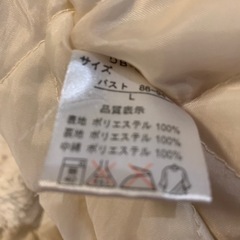 サイズ
バスト 86
L
品質表示
表地 ポリエステル 100%
裏地 ポリエステル 100%
中綿 ポリエステル 100%